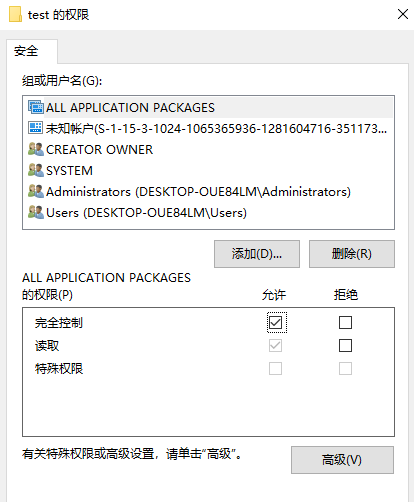 test 的权限
安全
组或用户名(G):
ALL APPLICATION PACKAGES
未知帐户(S-1-15-3-1024-1065365936-1281604716-351173...
CREATOR OWNER
SYSTEM
Administrators (DESKTOP-OUE84LM\Administrators)
Users (DESKTOP-OUE84LM\Users)
添加(D)... 删除(R)
ALL APPLICATION PACKAGES
的权限(P) 允许 拒绝
完全控制
读取
特殊权限
有关特殊权限或高级设置，请单击“高级”。 高级(V)